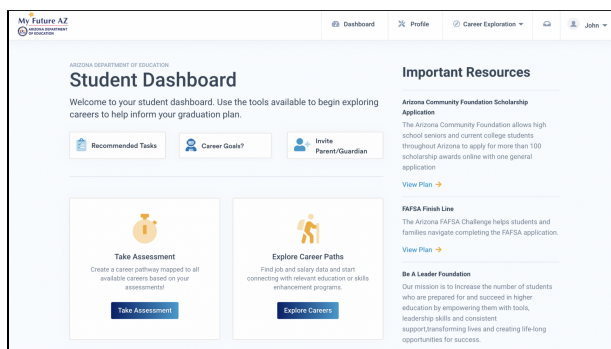 My Future AZ
ARIZONA DEPARTMENT
OF EDUCATION
Dashboard
Profile
Career Exploration
John
ARIZONA DEPARTMENT OF EDUCATION
Student Dashboard
Welcome to your student dashboard. Use the tools available to begin exploring
careers to help inform your graduation plan.
Recommended Tasks
Career Goals?
Invite
Parent/Guardian
Take Assessment
Create a career pathway mapped to all
available careers based on your
assessments!
Take Assessment
Explore Career Paths
Find job and salary data and start
connecting with relevant education or skills
enhancement programs.
Explore Careers
Important Resources
Arizona Community Foundation Scholarship
Application
The Arizona Community Foundation allows high
school seniors and current college students
throughout Arizona to apply for more than 100
scholarship awards online with one general
application
View Plan →
FAFSA Finish Line
The Arizona FAFSA Challenge helps students and
families navigate completing the FAFSA application.
View Plan →
Be A Leader Foundation
Our mission is to Increase the number of students
who are prepared for and succeed in higher
education by empowering them with tools,
leadership skills and consistent
support,transforming lives and creating life-long
opportunities for success.